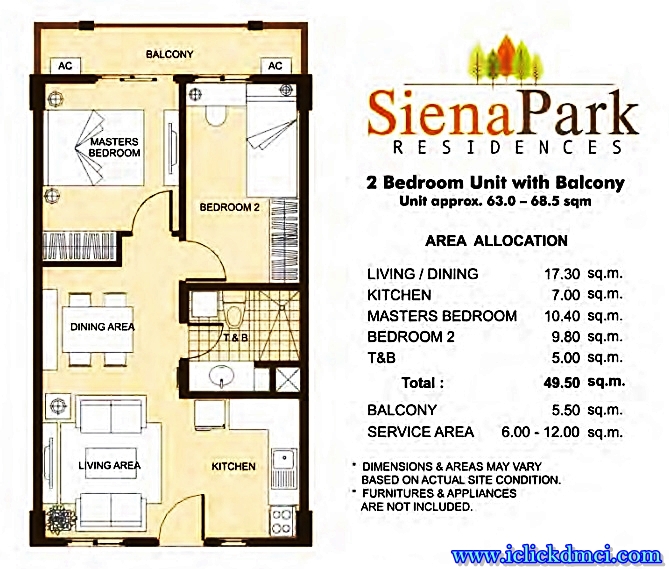 BALCONY
AC
AC
MASTERS
BEDROOM
BEDROOM 2
DINING AREA
T & B
LIVING AREA
KITCHEN
SienaPark
RESIDENCES
2 Bedroom Unit with Balcony
Unit approx. 63.0 – 68.5 sqm
AREA ALLOCATION
LIVING / DINING 17.30 sq.m.
KITCHEN 7.00 sq.m.
MASTERS BEDROOM 10.40 sq.m.
BEDROOM 2 9.80 sq.m.
T&B 5.00 sq.m.
Total : 49.50 sq.m.
BALCONY 5.50 sq.m.
SERVICE AREA 6.00 - 12.00 sq.m.
* DIMENSIONS & AREAS MAY VARY
BASED ON ACTUAL SITE CONDITION.
* FURNITURES & APPLIANCES
ARE NOT INCLUDED.
www.iclickdmci.com